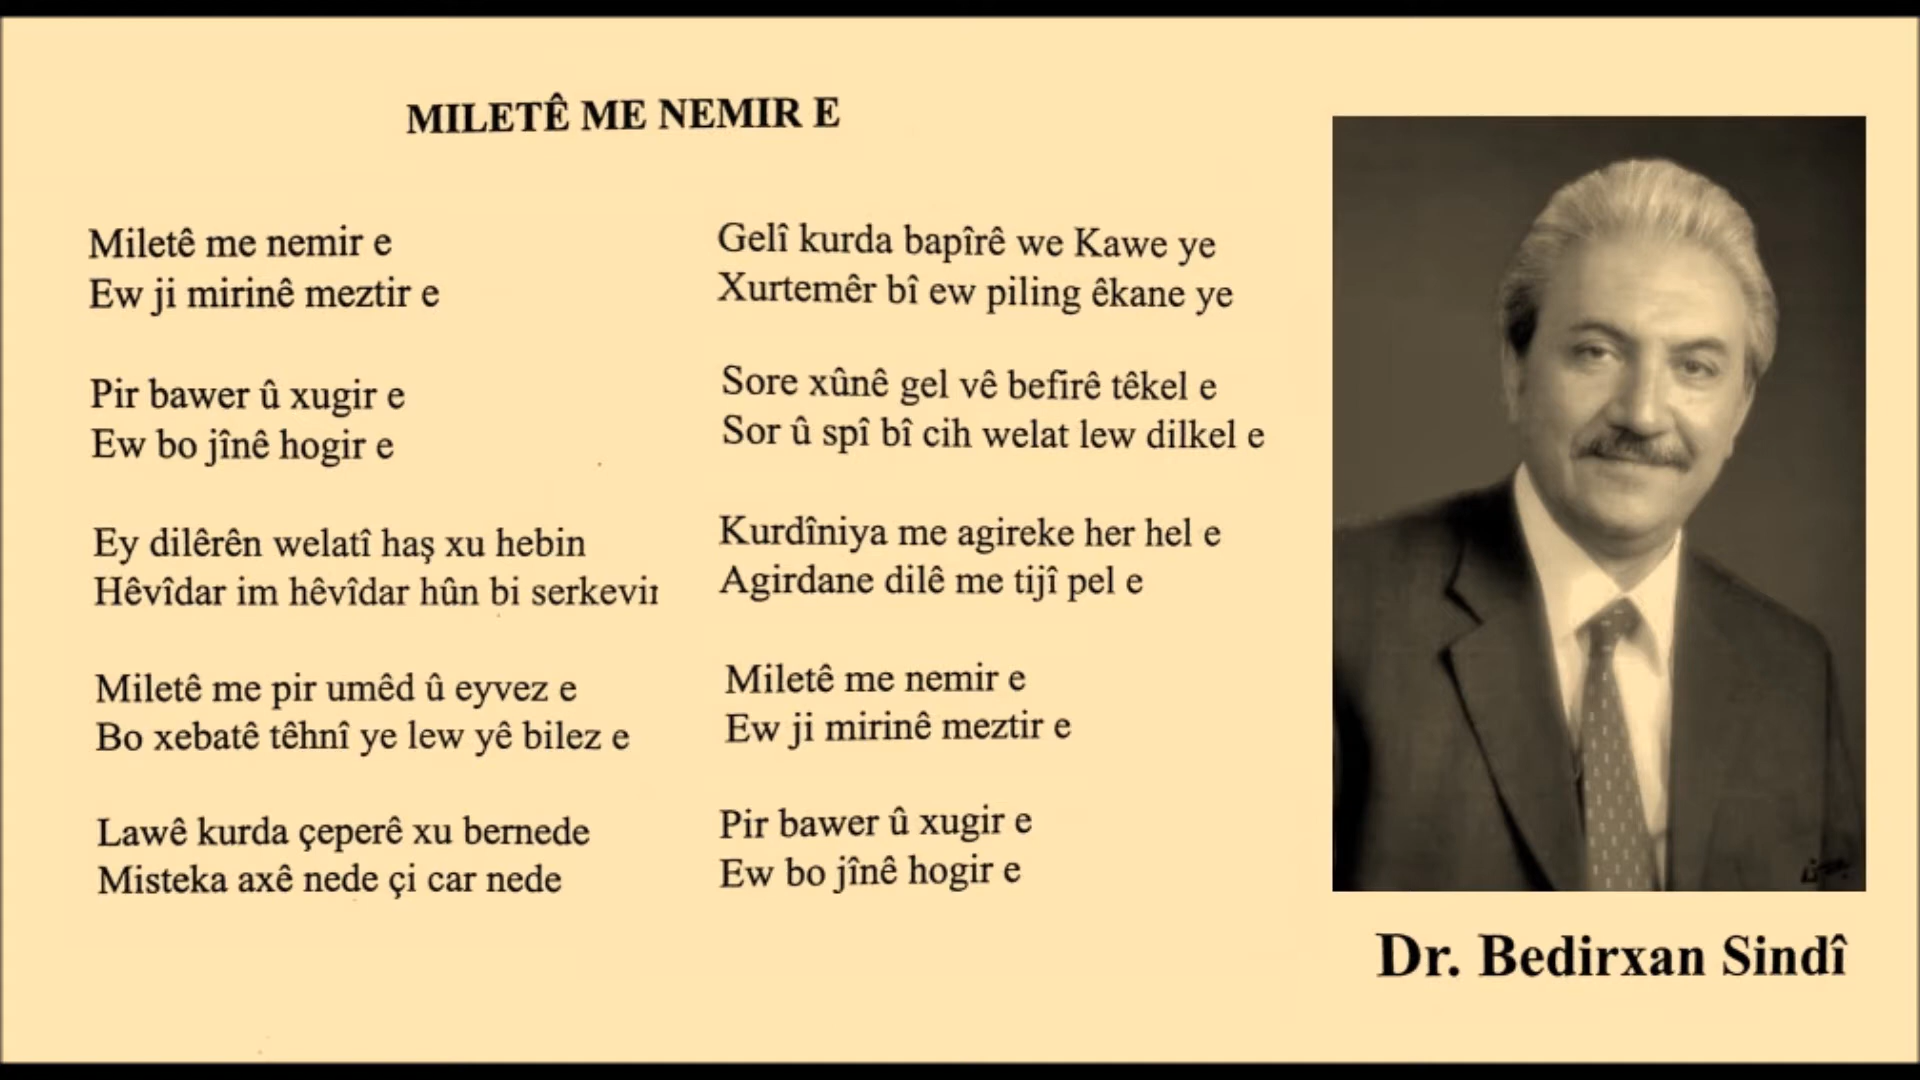 MILETÊ ME NEMIR E
Miletê me nemir e
Ew ji mirinê meztir e
Pir bawer û xugir e
Ew bo jînê hogir e
Ey dilêrên welatî haş xu hebin
Hêvîdar im hêvîdar hûn bi
Miletê me pir umêd û eyvez e
Bo xebatê têhnî ye lew yê bilez e
Lawê kurda çeperê xu bernede
Misteka axê nede çi car nede
Gelî kurda bapîrê we Kawe ye
Xurtemêr bî ew piling êkane ye
Sore xûnê gel vê befirê têkel e
Sor û spî bî cih welat lew dilkel e
Kurdîniya me agireke her hel e
Agirdane dilê me tijî pel e
Miletê me nemir e
Ew ji mirinê meztir e
Pir bawer û xugir e
Ew bo jînê hogir e
Dr. Bedirxan Sindî